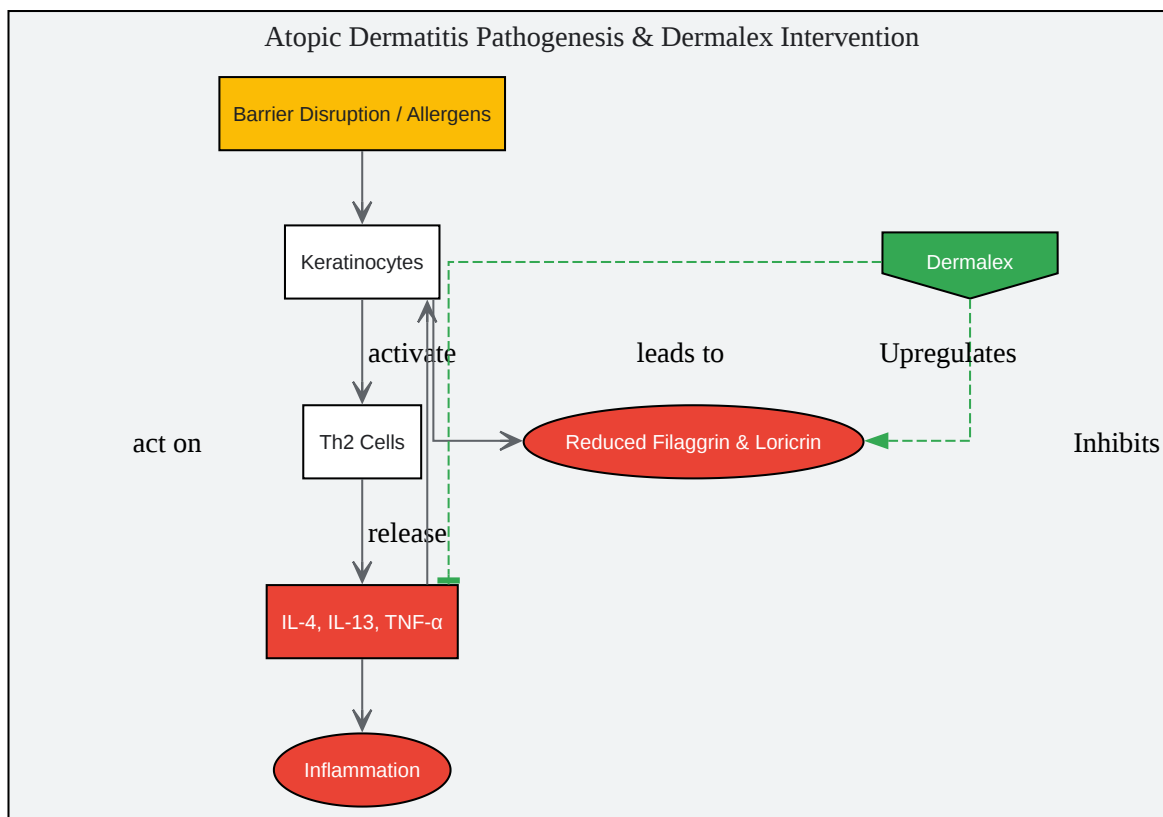 Atopic Dermatitis Pathogenesis & Dermalex Intervention
Barrier Disruption / Allergens
Keratinocytes
Dermalex
activate
leads to
Upregulates
act on
Th2 Cells
Reduced Filaggrin & Loricrin
Inhibits
release
IL-4, IL-13, TNF-α
Inflammation